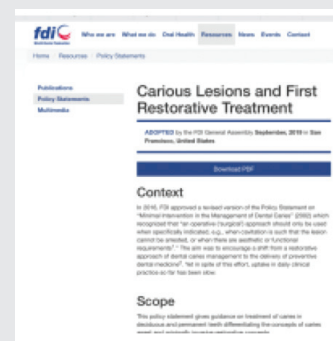 fdi
Who we are What we do Oral Health Resources News Events Contact
Home Resources Policy Statements
Publications
Policy Statements
Multimedia
Carious Lesions and First
Restorative Treatment
ADOPTED by the FDI General Assembly September, 2019 in San
Francisco, United States
Download PDF
Context
In 2016, FDI approved a revised version of the Policy Statement on
"Minimal Intervention in the Management of Dental Caries" (2002) which
recognized that "an operative (surgical) approach should only be used
when specifically indicated, e.g., when cavitation is such that the lesion
cannot be arrested, or when there are aesthetic or functional
requirements". The aim was to encourage a shift from a restorative
approach of dental caries management to the delivery of preventive
dental medicine". Yet in spite of this effort, uptake in daily clinical
practice so far has been slow.
Scope
This policy statement gives guidance on treatment of caries in
deciduous and permanent teeth differentiating the concepts of caries